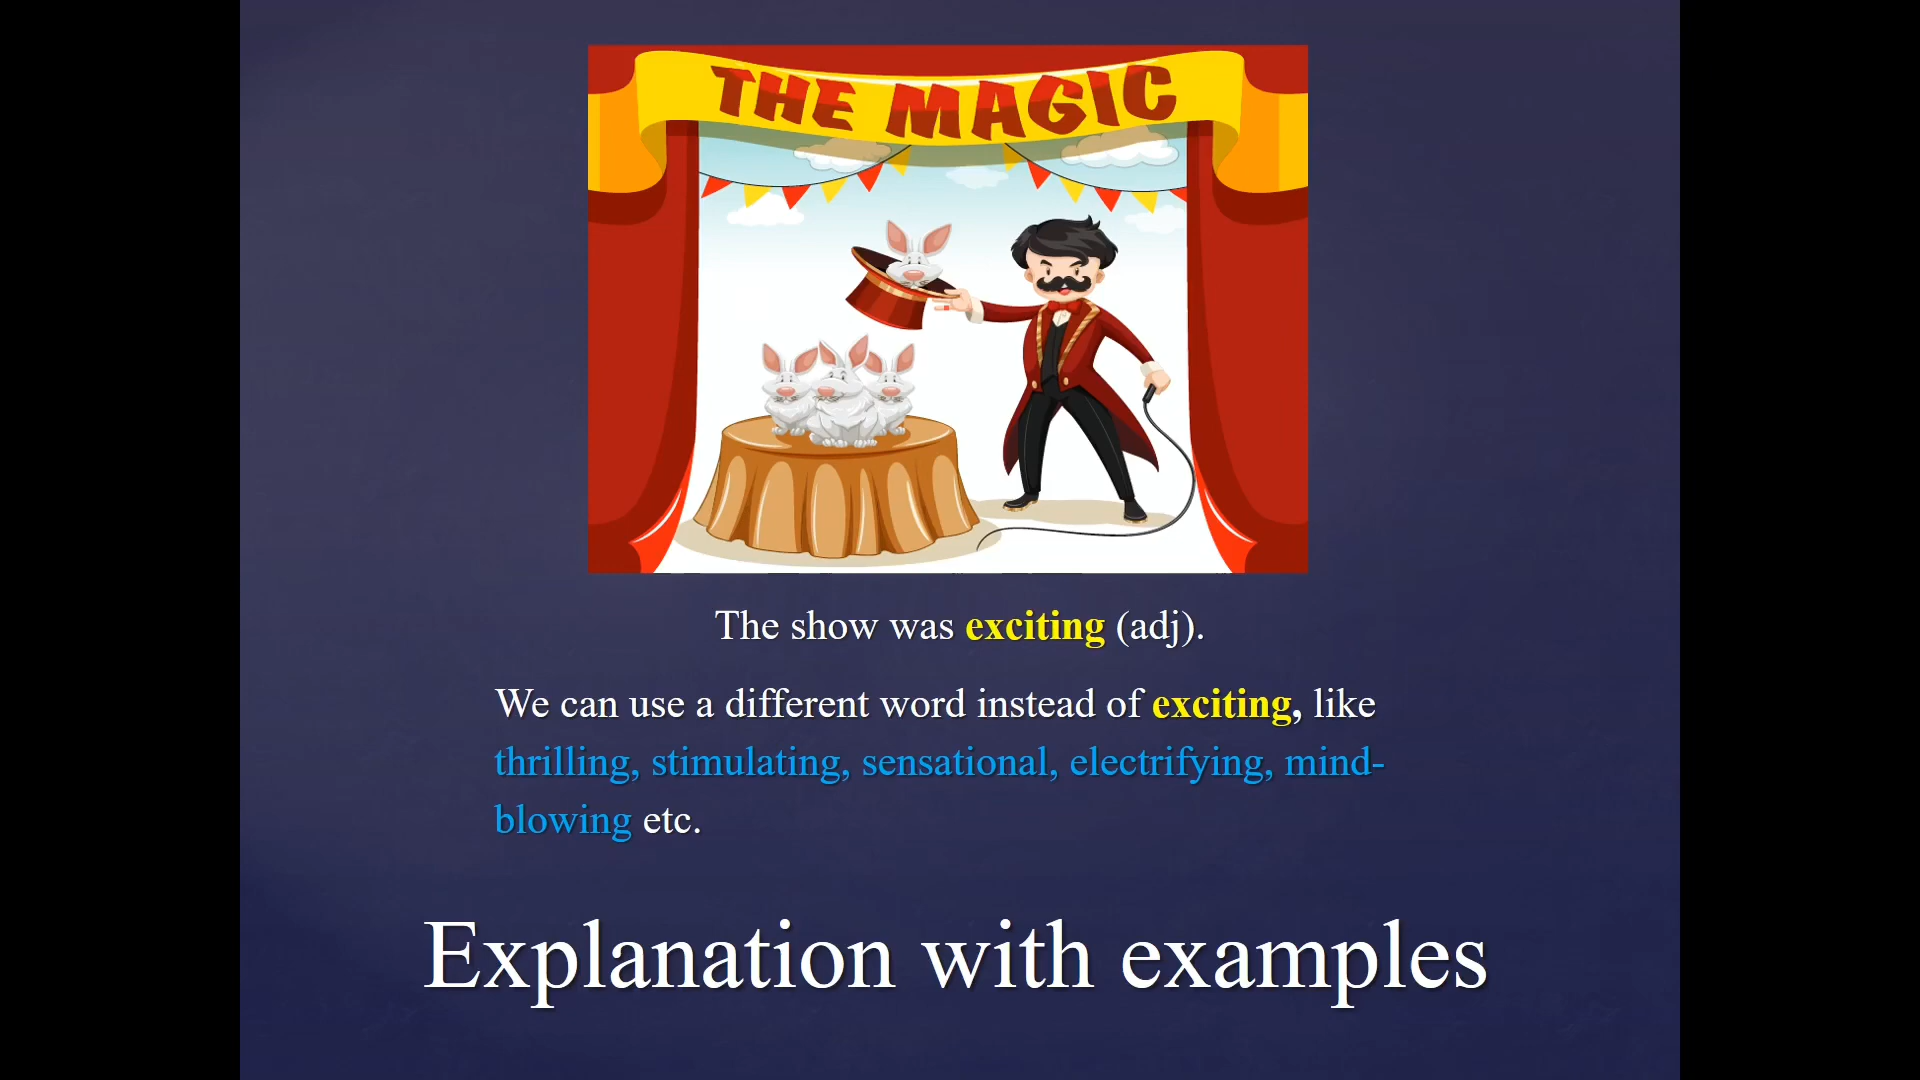 THE MAGIC
The show was exciting (adj).
We can use a different word instead of exciting, like
thrilling, stimulating, sensational, electrifying, mind-
blowing etc.
Explanation with examples